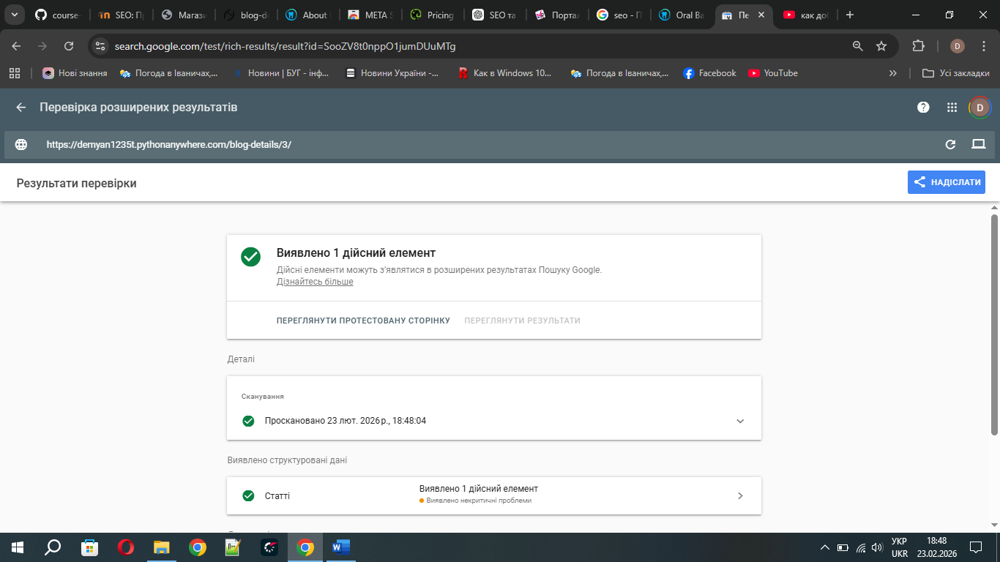 course-
SEO: П
Магази
blog-d
About
META S
Pricing
SEO та
Портал
seo - П
Oral Ba
Пе
як до
search.google.com/test/rich-results/result?id=SooZV8t0nppO1jumDUuMTg
D
Нові знання
Погода в Іваничах,...
Новини | БУГ - інф...
Новини України -...
Как в Windows 10...
Погода в Іваничах,...
Facebook
YouTube
»
Усі закладки
Перевірка розширених результатів
D
https://demyan1235t.pythonanywhere.com/blog-details/3/
Результати перевірки
НАДІСЛАТИ
Виявлено 1 дійсний елемент
Дійсні елементи можуть з'являтися в розширених результатах Пошуку Google.
Дізнайтесь більше
ПЕРЕГЛЯНУТИ ПРОТЕСТОВАНУ СТОРІНКУ ПЕРЕГЛЯНУТИ РЕЗУЛЬТАТИ
Деталі
Сканування
Проскановано 23 лют. 2026 р., 18:48:04
Виявлено структуровані дані
Статті
Виявлено 1 дійсний елемент
Виявлено некритичні проблеми
УКР
UKR
18:48
23.02.2026